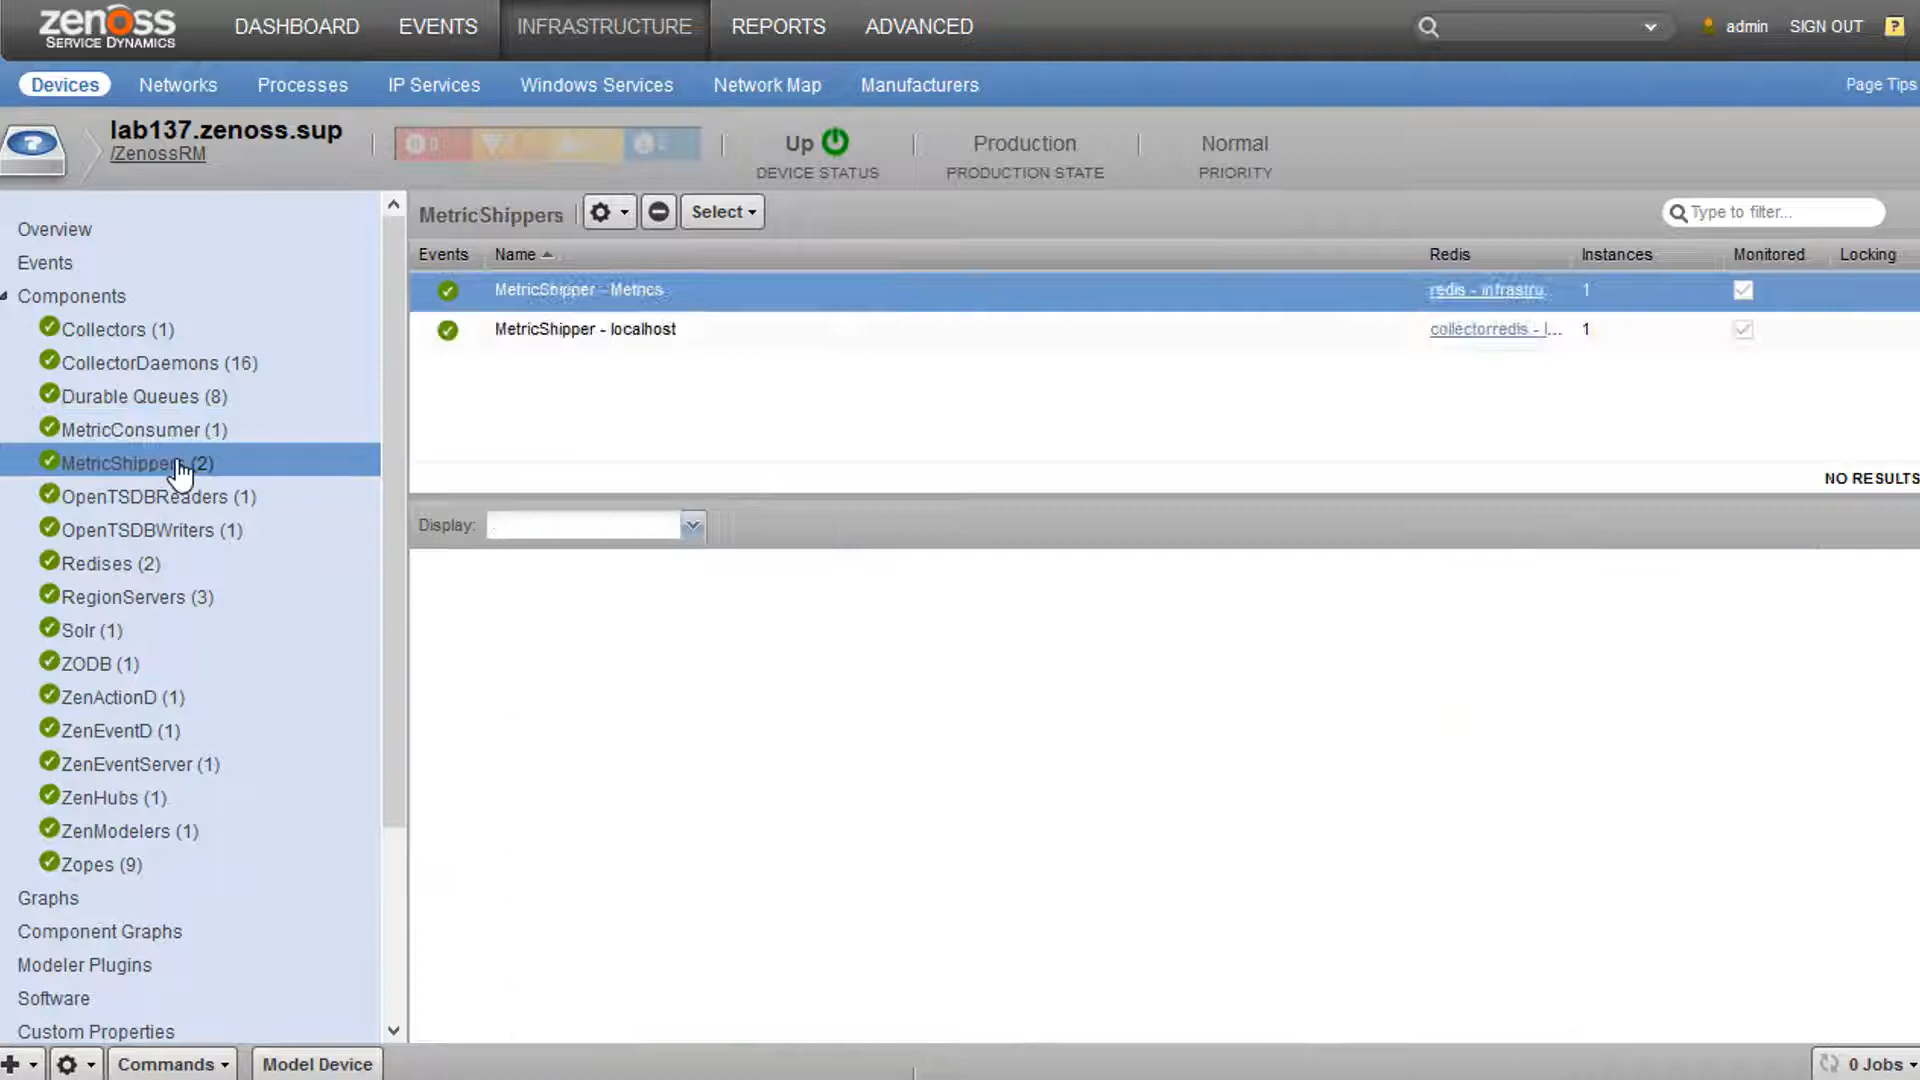 zenoss
SERVICE DYNAMICS
DASHBOARD EVENTS INFRASTRUCTURE REPORTS ADVANCED
admin SIGN OUT ?
Devices Networks Processes IP Services Windows Services Network Map Manufacturers Page Tips
lab137.zenoss.sup
/ZenossRM
Up
DEVICE STATUS
Production
PRODUCTION STATE
Normal
PRIORITY
Overview
Events
Components
Collectors (1)
CollectorDaemons (16)
Durable Queues (8)
MetricConsumer (1)
MetricShippers (2)
OpenTSDBReaders (1)
OpenTSDBWriters (1)
Redises (2)
RegionServers (3)
Solr (1)
ZODB (1)
ZenActionD (1)
ZenEventD (1)
ZenEventServer (1)
ZenHubs (1)
ZenModelers (1)
Zopes (9)
Graphs
Component Graphs
Modeler Plugins
Software
Custom Properties
MetricShippers Select Type to filter...
Events Name Redis Instances Monitored Locking
MetricShipper - Metrics redis - infrastru... 1
MetricShipper - localhost collectorredis - l... 1
NO RESULTS
Display:
Commands Model Device 0 Jobs